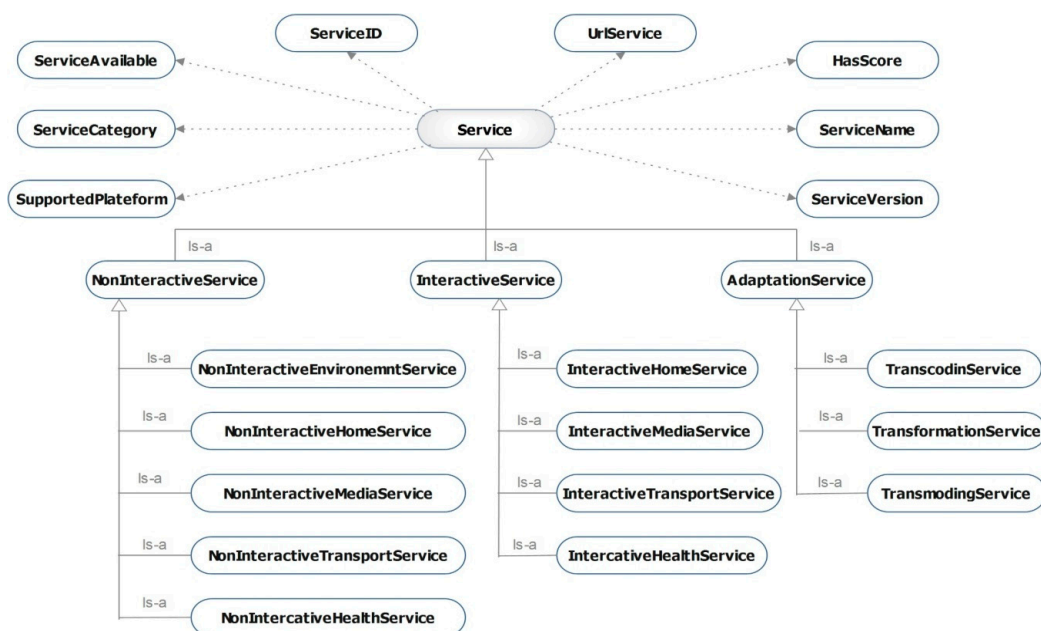 ServiceID
UrlService
ServiceAvailable
HasScore
ServiceCategory
Service
ServiceName
SupportedPlateform
ServiceVersion
Is-a
Is-a
Is-a
NonInteractiveService
InteractiveService
AdaptationService
Is-a
Is-a
Is-a
NonInteractiveEnvironemntService
InteractiveHomeService
TranscodinService
Is-a
Is-a
Is-a
NonInteractiveHomeService
InteractiveMediaService
TransformationService
Is-a
Is-a
Is-a
NonInteractiveMediaService
InteractiveTransportService
TransmodingService
Is-a
Is-a
NonInteractiveTransportService
IntercativeHealthService
Is-a
NonIntercativeHealthService